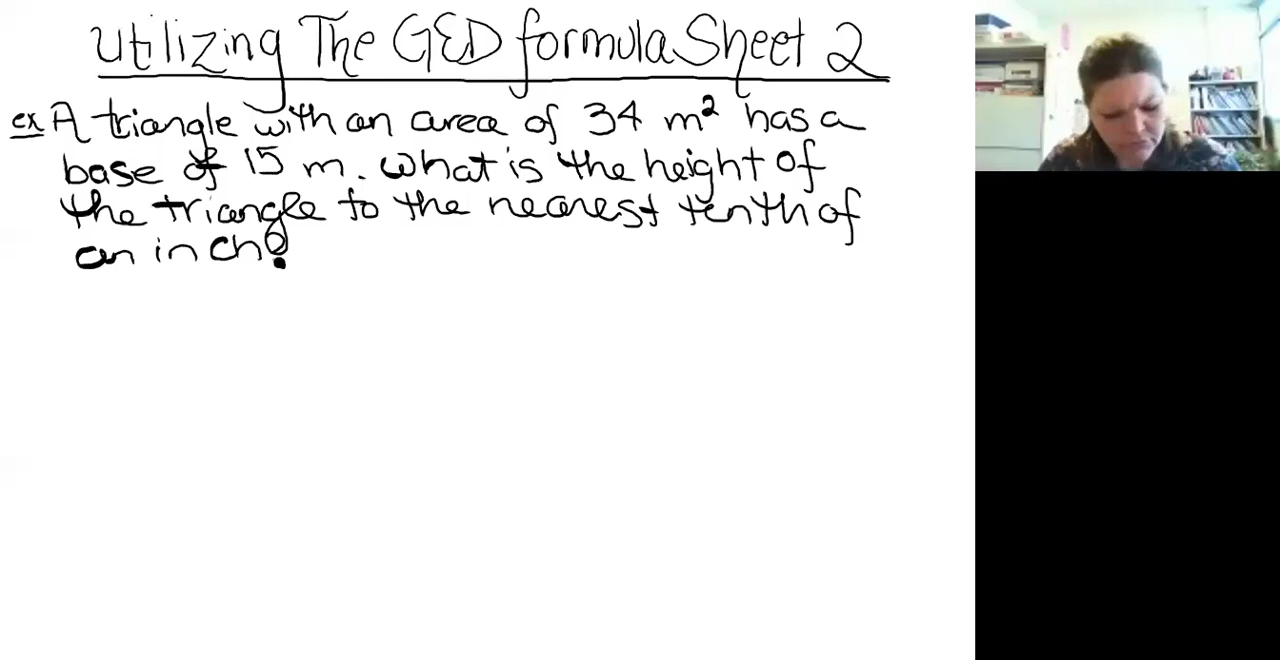 Utilizing The GED formula Sheet 2
ex A triangle with an area of 34 m² has a
base of 15 m. What is the height of
the triangle to the nearest tenth of
an inch?